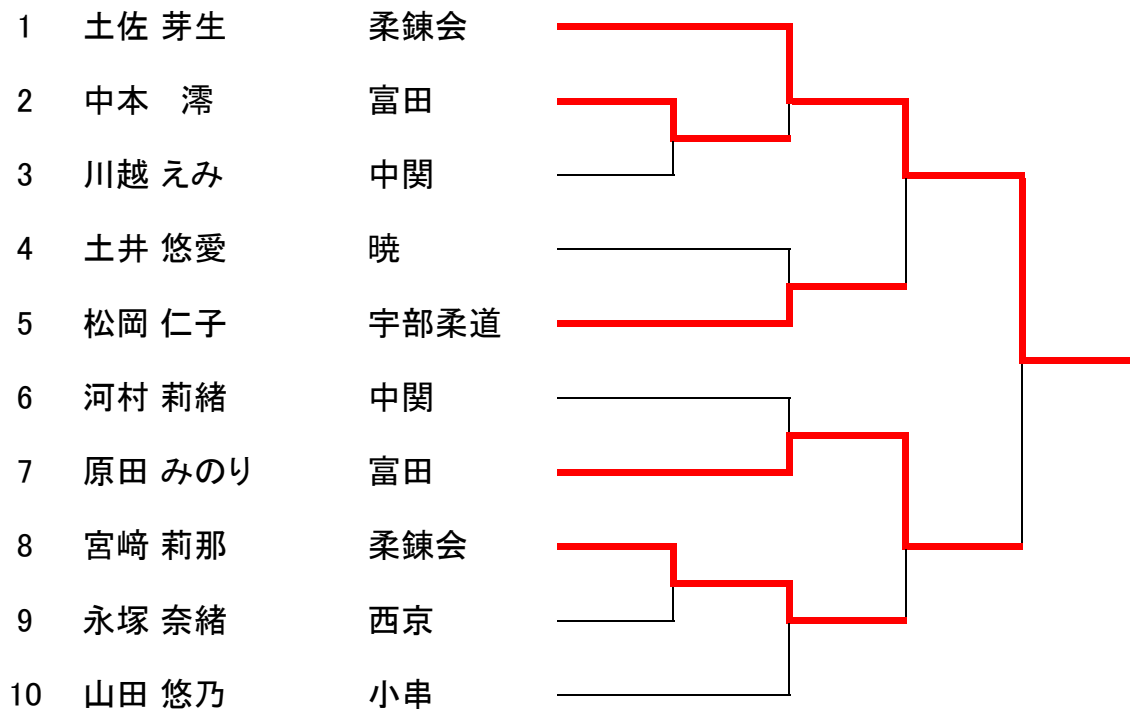 1 土佐 芽生 柔錬会
2 中本　澪 富田
3 川越 えみ 中関
4 土井 悠愛 暁
5 松岡 仁子 宇部柔道
6 河村 莉緒 中関
7 原田 みのり 富田
8 宮﨑 莉那 柔錬会
9 永塚 奈緒 西京
10 山田 悠乃 小串